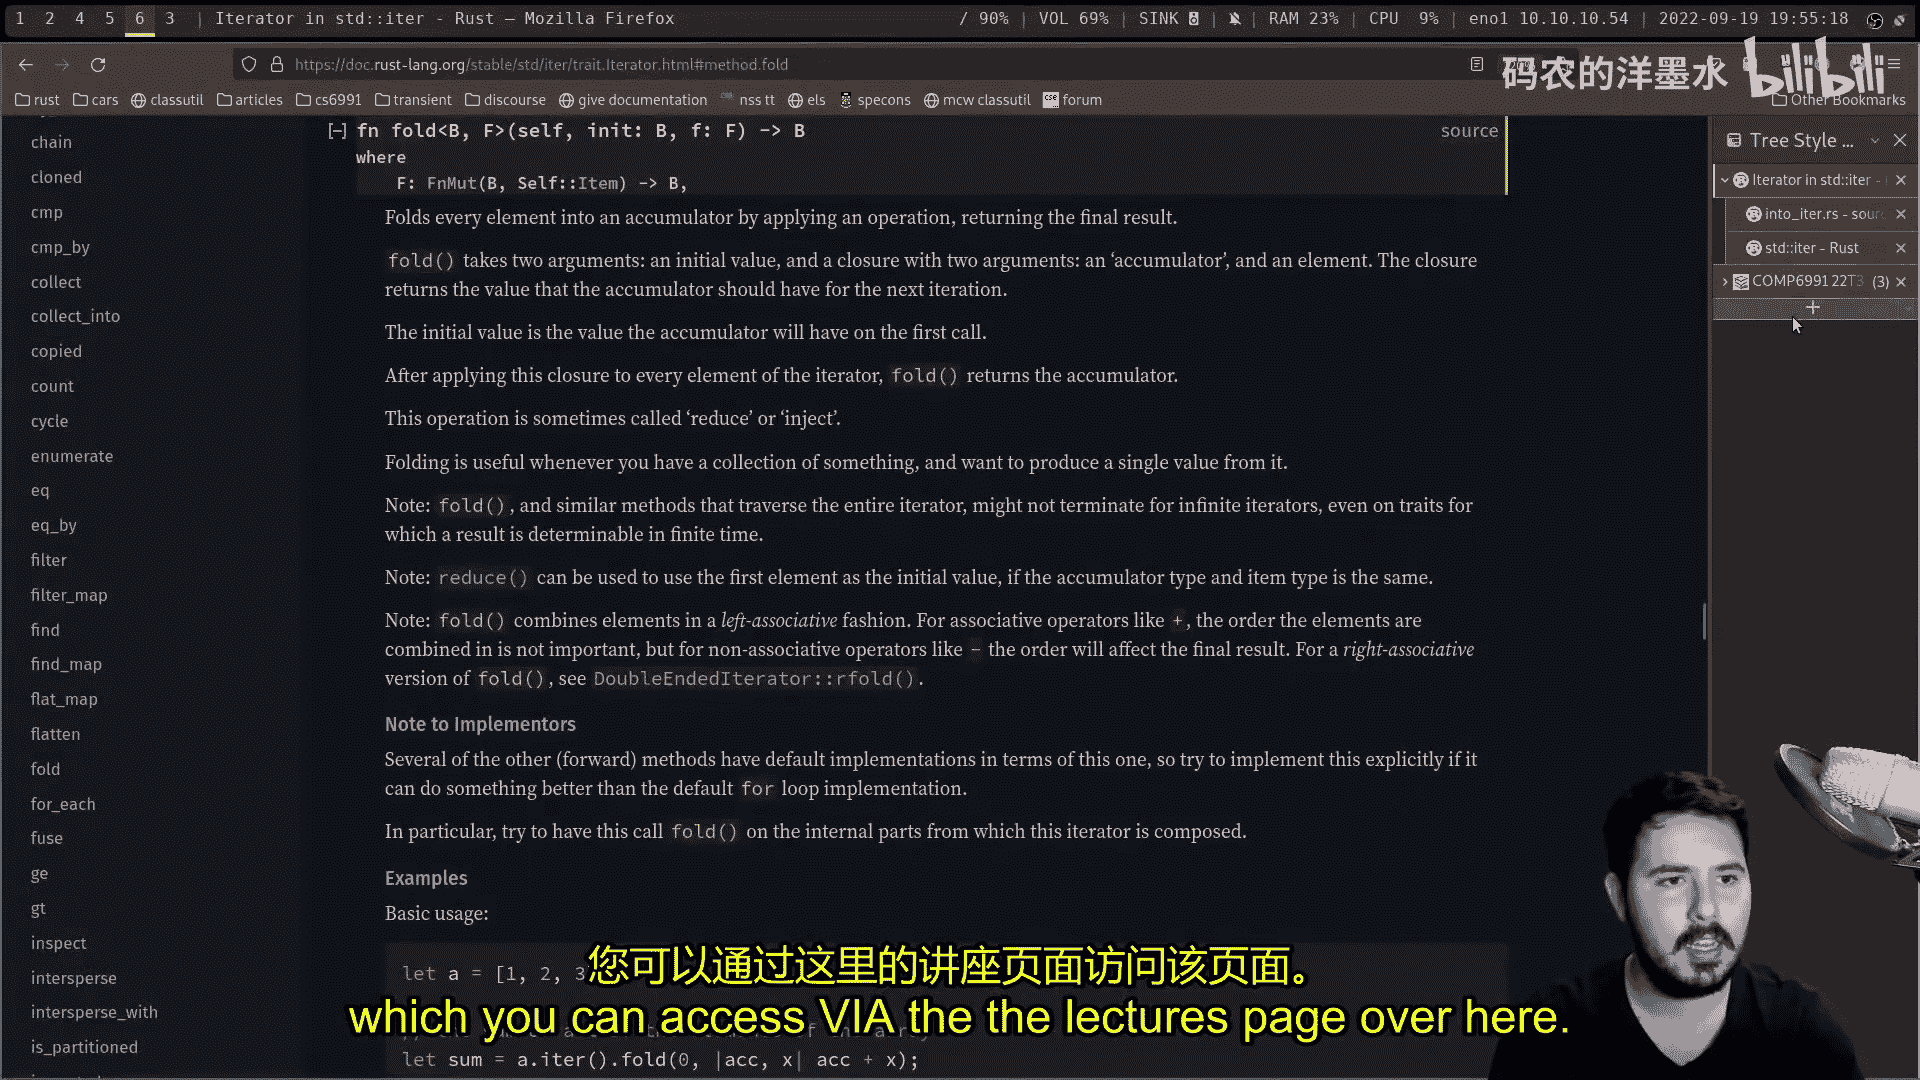 1 2 4 5 6 3 | Iterator in std::iter - Rust — Mozilla Firefox
/ 90% | VOL 69% | SINK | | RAM 23% | CPU 9% | eno1 10.10.10.54 | 2022-09-19 19:55:18
https://doc.rust-lang.org/stable/std/iter/trait.Iterator.html#method.fold
码农的洋墨水 bilibili
rust cars classutil articles cs6991 transient discourse give documentation nss tt els specons mcw classutil forum
Other Bookmarks
chain
cloned
cmp
cmp_by
collect
collect_into
copied
count
cycle
enumerate
eq
eq_by
filter
filter_map
find
find_map
flat_map
flatten
fold
for_each
fuse
ge
gt
inspect
intersperse
intersperse_with
is_partitioned
[−] fn fold<B, F>(self, init: B, f: F) -> B
source
where
F: FnMut(B, Self::Item) -> B,
Folds every element into an accumulator by applying an operation, returning the final result.
fold() takes two arguments: an initial value, and a closure with two arguments: an ‘accumulator’, and an element. The closure
returns the value that the accumulator should have for the next iteration.
The initial value is the value the accumulator will have on the first call.
After applying this closure to every element of the iterator, fold() returns the accumulator.
This operation is sometimes called ‘reduce’ or ‘inject’.
Folding is useful whenever you have a collection of something, and want to produce a single value from it.
Note: fold(), and similar methods that traverse the entire iterator, might not terminate for infinite iterators, even on traits for
which a result is determinable in finite time.
Note: reduce() can be used to use the first element as the initial value, if the accumulator type and item type is the same.
Note: fold() combines elements in a left-associative fashion. For associative operators like +, the order the elements are
combined in is not important, but for non-associative operators like - the order will affect the final result. For a right-associative
version of fold(), see DoubleEndedIterator::rfold().
Note to Implementors
Several of the other (forward) methods have default implementations in terms of this one, so try to implement this explicitly if it
can do something better than the default for loop implementation.
In particular, try to have this call fold() on the internal parts from which this iterator is composed.
Examples
Basic usage:
let a = [1, 2, 3
let sum = a.iter().fold(0, |acc, x| acc + x);
Tree Style ...
Iterator in std::iter -
into_iter.rs - sour
std::iter - Rust
COMP6991 22T3 (3)
您可以通过这里的讲座页面访问该页面。
which you can access VIA the the lectures page over here.